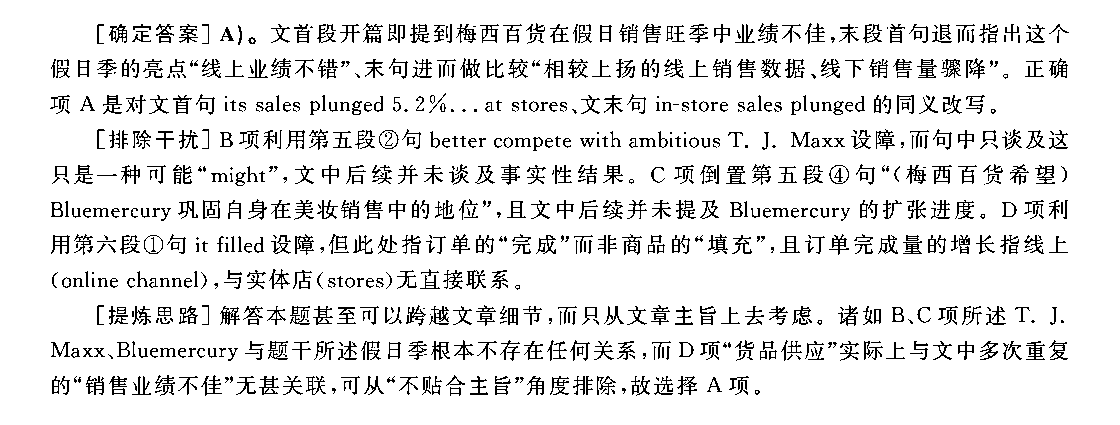 [确定答案] A)。文首段开篇即提到梅西百货在假日销售旺季中业绩不佳,末段首句退而指出这个
假日季的亮点“线上业绩不错”、末句进而做比较“相较上扬的线上销售数据、线下销售量骤降”。正确
项 A 是对文首句 its sales plunged 5.2%...at stores、文末句 in-store sales plunged 的同义改写。
[排除干扰] B 项利用第五段②句 better compete with ambitious T. J. Maxx 设障,而句中只谈及这
只是一种可能“might”,文中后续并未谈及事实性结果。C 项倒置第五段④句“(梅西百货希望)
Bluemercury 巩固自身在美妆销售中的地位”,且文中后续并未提及 Bluemercury 的扩张进度。D 项利
用第六段①句 it filled 设障,但此处指订单的“完成”而非商品的“填充”,且订单完成量的增长指线上
(online channel),与实体店(stores)无直接联系。
[提炼思路] 解答本题甚至可以跨越文章细节,而只从文章主旨上去考虑。诸如 B、C 项所述 T. J.
Maxx、Bluemercury 与题干所述假日季根本不存在任何关系,而 D 项“货品供应”实际上与文中多次重复
的“销售业绩不佳”无甚关联,可从“不贴合主旨”角度排除,故选择 A 项。